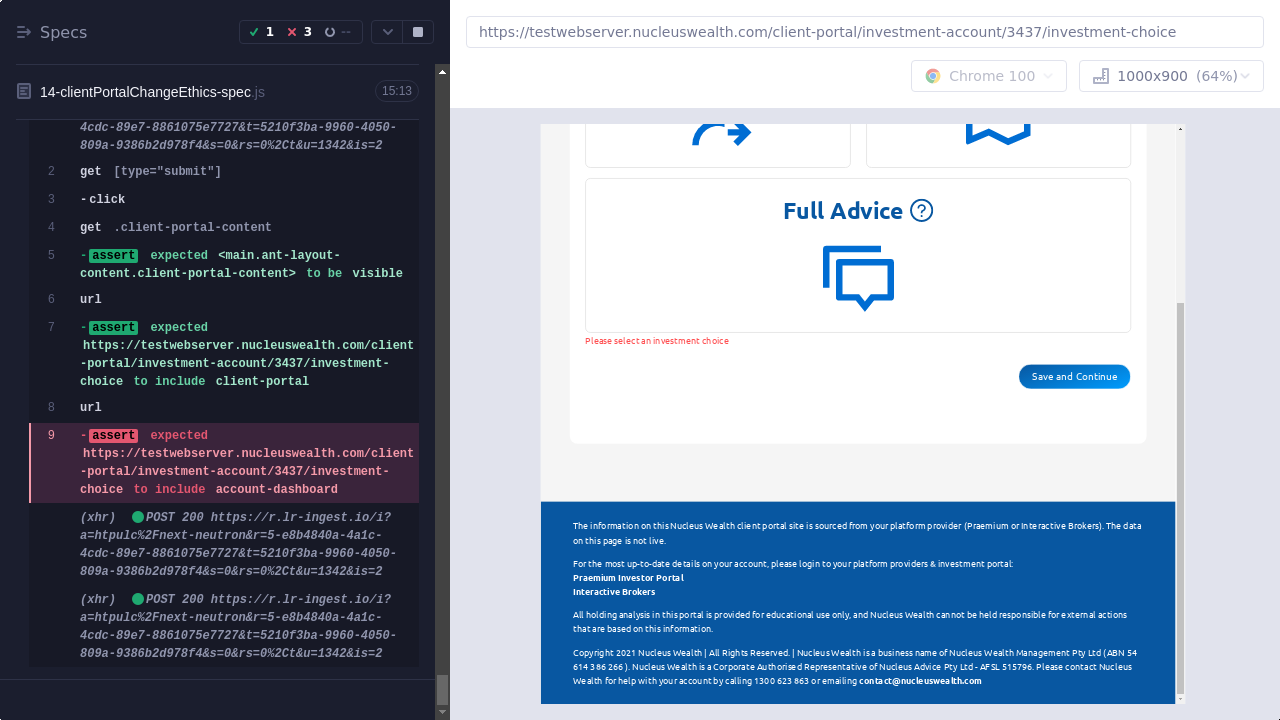 Specs
1
3
--
https://testwebserver.nucleuswealth.com/client-portal/investment-account/3437/investment-choice
Chrome 100
1000x900 (64%)
14-clientPortalChangeEthics-spec.js
15:13
4cdc-89e7-8861075e7727&t=5210f3ba-9960-4050-
809a-9386b2d978f4&s=0&rs=0%2Ct&u=1342&is=2
2 get [type="submit"]
3 -click
4 get .client-portal-content
5 -assert expected <main.ant-layout-
content.client-portal-content> to be visible
6 url
7 -assert expected
https://testwebserver.nucleuswealth.com/client
-portal/investment-account/3437/investment-
choice to include client-portal
8 url
9 -assert expected
https://testwebserver.nucleuswealth.com/client
-portal/investment-account/3437/investment-
choice to include account-dashboard
(xhr) POST 200 https://r.lr-ingest.io/i?
a=htpulc%2Fnext-neutron&r=5-e8b4840a-4a1c-
4cdc-89e7-8861075e7727&t=5210f3ba-9960-4050-
809a-9386b2d978f4&s=0&rs=0%2Ct&u=1342&is=2
(xhr) POST 200 https://r.lr-ingest.io/i?
a=htpulc%2Fnext-neutron&r=5-e8b4840a-4a1c-
4cdc-89e7-8861075e7727&t=5210f3ba-9960-4050-
809a-9386b2d978f4&s=0&rs=0%2Ct&u=1342&is=2
Full Advice ?
Please select an investment choice
Save and Continue
The information on this Nucleus Wealth client portal site is sourced from your platform provider (Praemium or Interactive Brokers). The data
on this page is not live.
For the most up-to-date details on your account, please login to your platform providers & investment portal:
Praemium Investor Portal
Interactive Brokers
All holding analysis in this portal is provided for educational use only, and Nucleus Wealth cannot be held responsible for external actions
that are based on this information.
Copyright 2021 Nucleus Wealth | All Rights Reserved. | Nucleus Wealth is a business name of Nucleus Wealth Management Pty Ltd (ABN 54
614 386 266 ). Nucleus Wealth is a Corporate Authorised Representative of Nucleus Advice Pty Ltd - AFSL 515796. Please contact Nucleus
Wealth for help with your account by calling 1300 623 863 or emailing contact@nucleuswealth.com